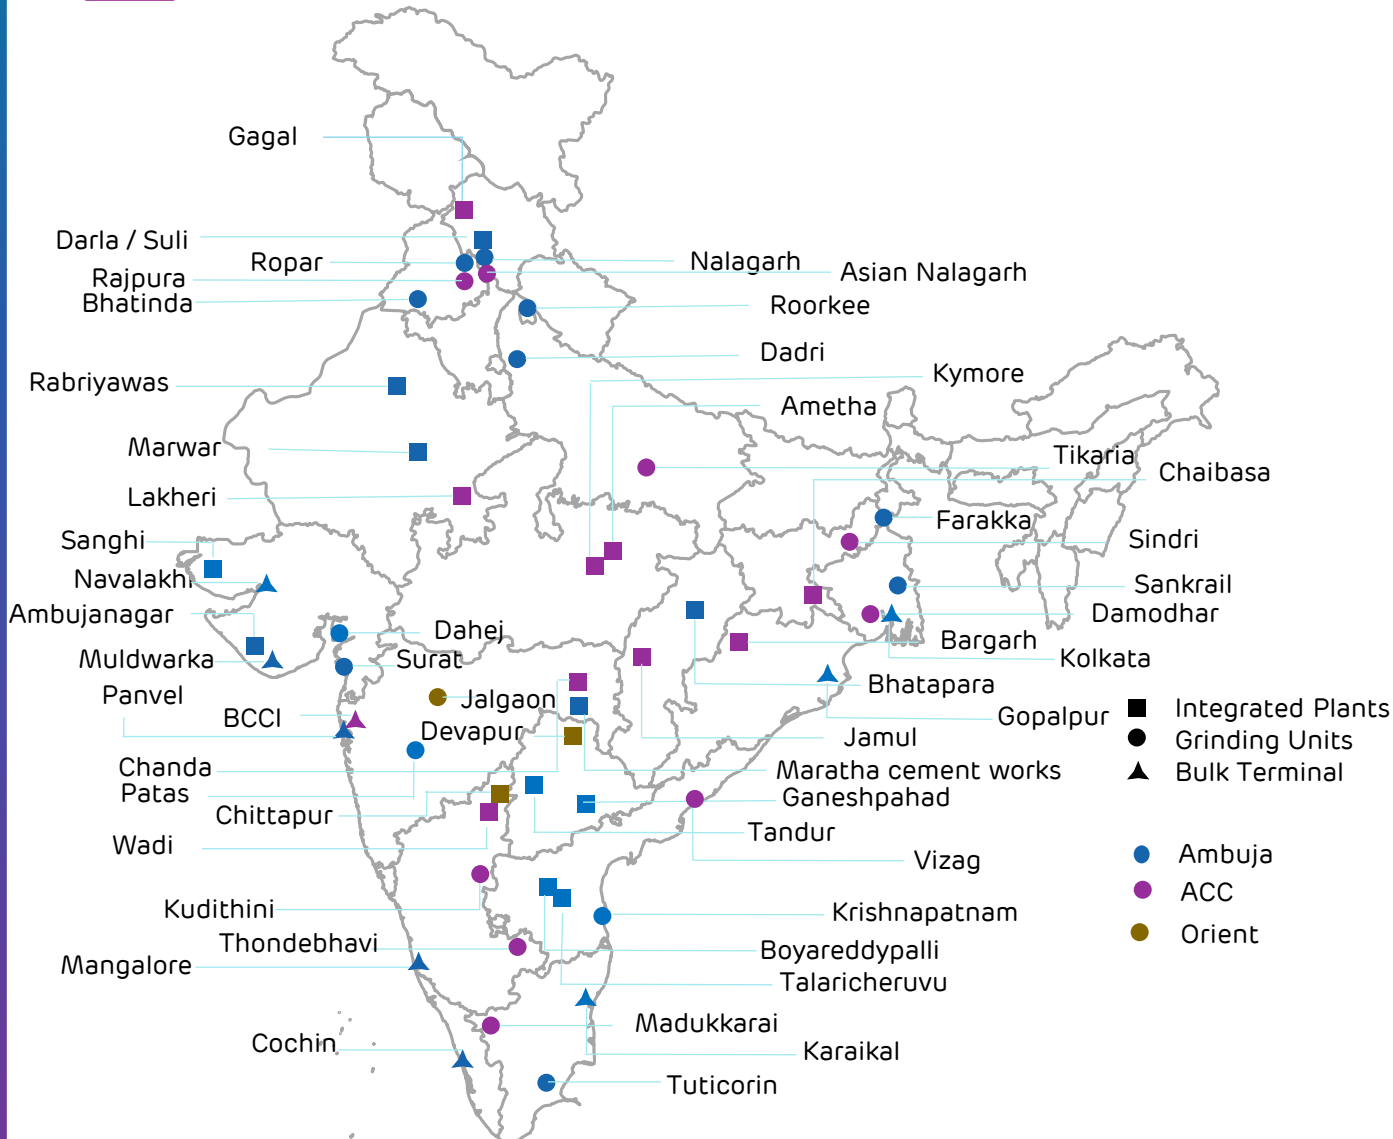 Gagal
Darla / Suli
Ropar
Nalagarh
Asian Nalagarh
Rajpura
Bhatinda
Roorkee
Dadri
Rabriyawas
Kymore
Ametha
Marwar
Tikaria
Chaibasa
Lakheri
Farakka
Sanghi
Sindri
Navalakhi
Sankrail
Ambujanagar
Damodhar
Dahej
Bargarh
Muldwarka
Surat
Kolkata
Panvel
Bhatapara
Jalgaon
BCCI
Gopalpur
Integrated Plants
Devapur
Jamul
Grinding Units
Chanda
Maratha cement works
Bulk Terminal
Patas
Ganeshpahad
Chittapur
Tandur
Wadi
Vizag
Ambuja
ACC
Kudithini
Krishnapatnam
Orient
Thondebhavi
Boyareddypalli
Mangalore
Talaricheruvu
Madukkarai
Cochin
Karaikal
Tuticorin